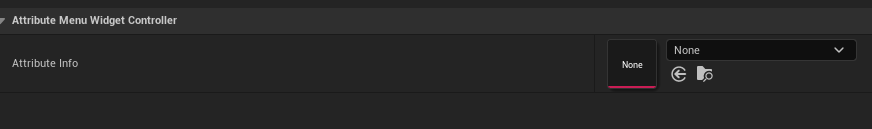 Attribute Menu Widget Controller
Attribute Info
None
None